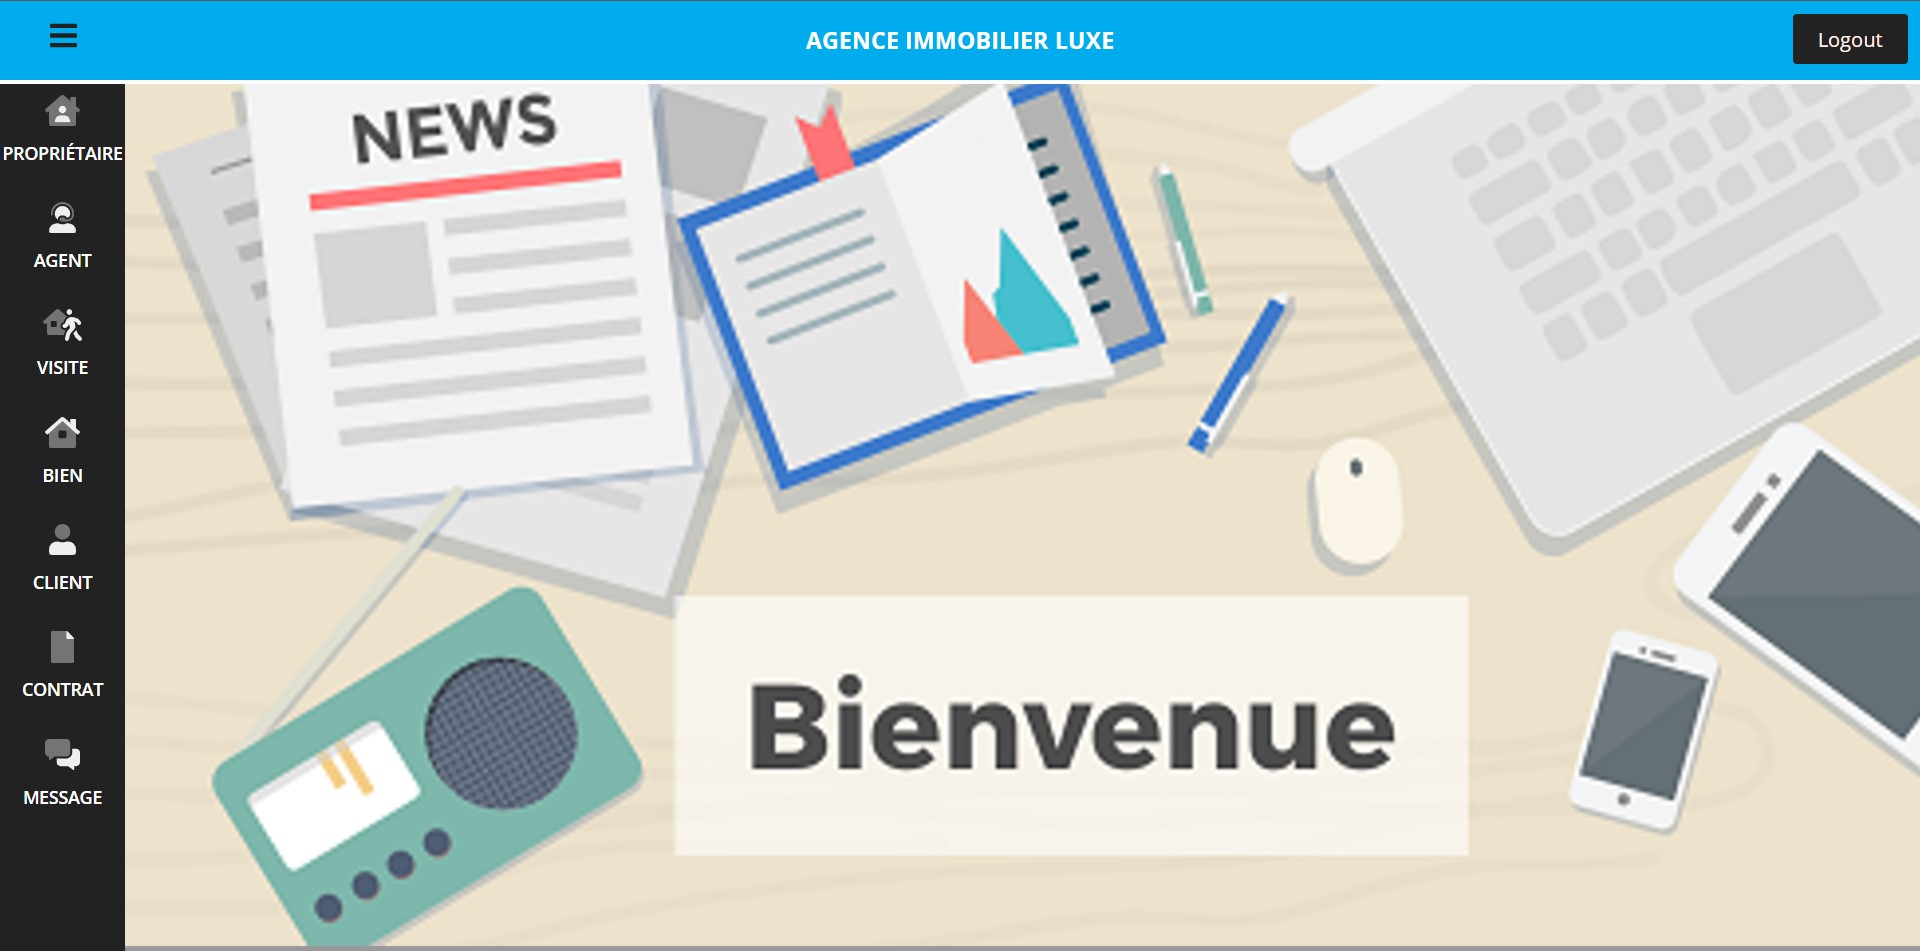 AGENCE IMMOBILIER LUXE
Logout
PROPRIÉTAIRE
AGENT
VISITE
BIEN
CLIENT
CONTRAT
MESSAGE
NEWS
Bienvenue